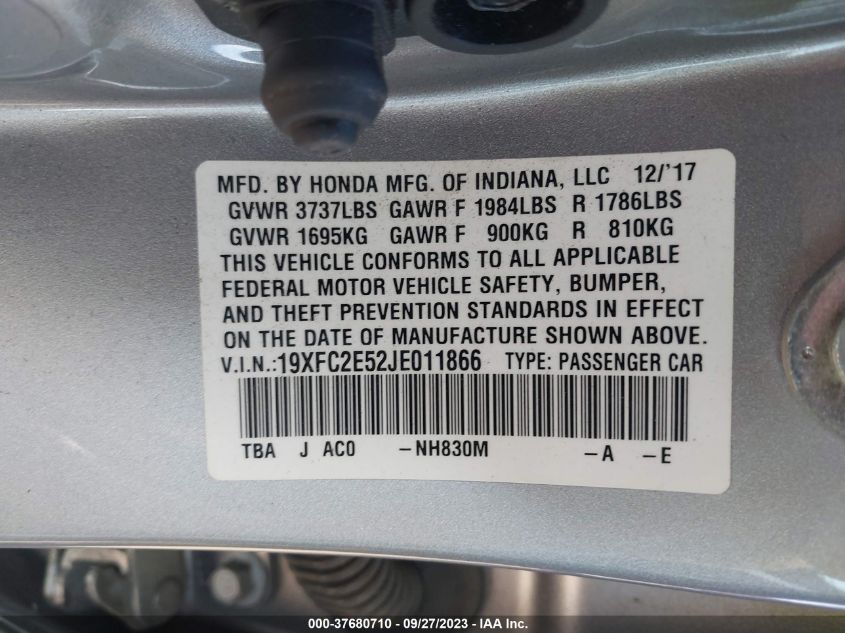 MFD. BY HONDA MFG. OF INDIANA, LLC 12/'17
GVWR 3737LBS GAWR F 1984LBS R 1786LBS
GVWR 1695KG GAWR F 900KG R 810KG
THIS VEHICLE CONFORMS TO ALL APPLICABLE
FEDERAL MOTOR VEHICLE SAFETY, BUMPER,
AND THEFT PREVENTION STANDARDS IN EFFECT
ON THE DATE OF MANUFACTURE SHOWN ABOVE.
V.I.N.:19XFC2E52JE011866 TYPE: PASSENGER CAR
TBA J AC0 -NH830M -A -E
000-37680710 / 09/27/2023 - IAA Inc.